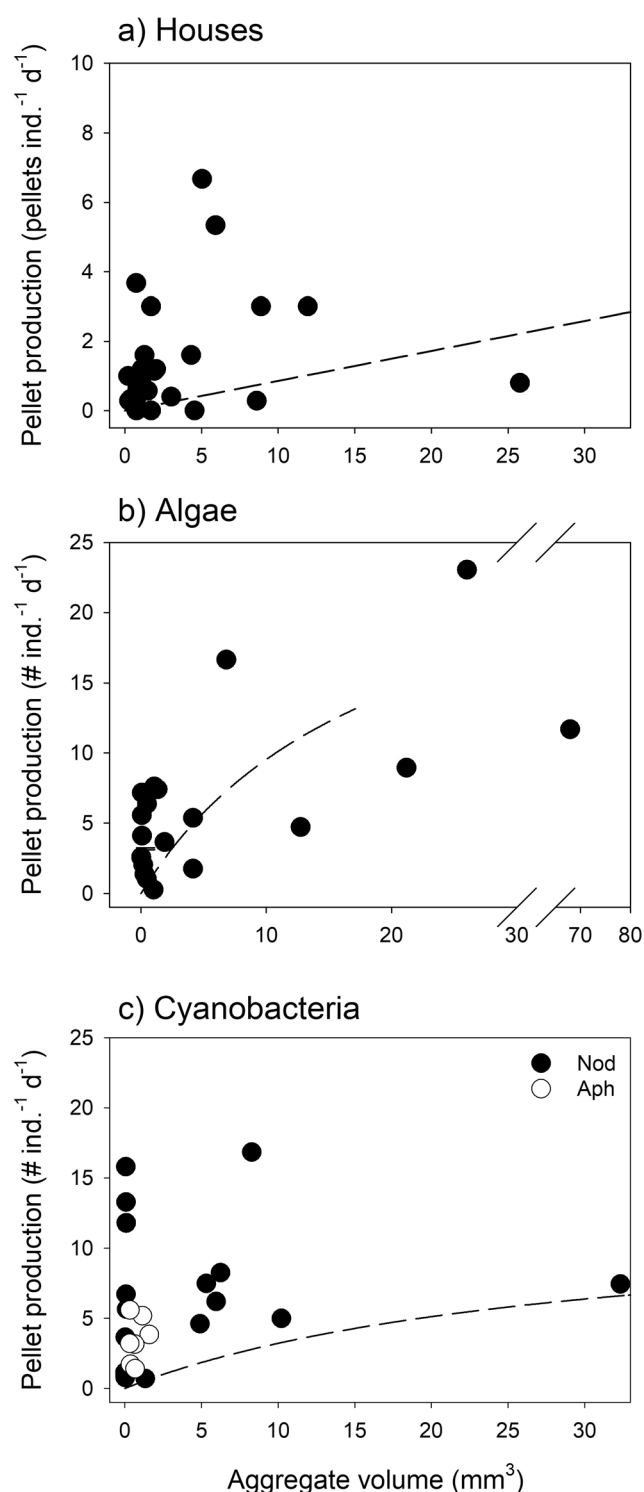 a) Houses
Pellet production (pellets ind.⁻¹ d⁻¹)
10
8
6
4
2
0
0 5 10 15 20 25 30
b) Algae
Pellet production (# ind.⁻¹ d⁻¹)
25
20
15
10
5
0
0 10 20 30 70 80
c) Cyanobacteria
Pellet production (# ind.⁻¹ d⁻¹)
25
20
15
10
5
0
Nod
Aph
0 5 10 15 20 25 30
Aggregate volume (mm³)